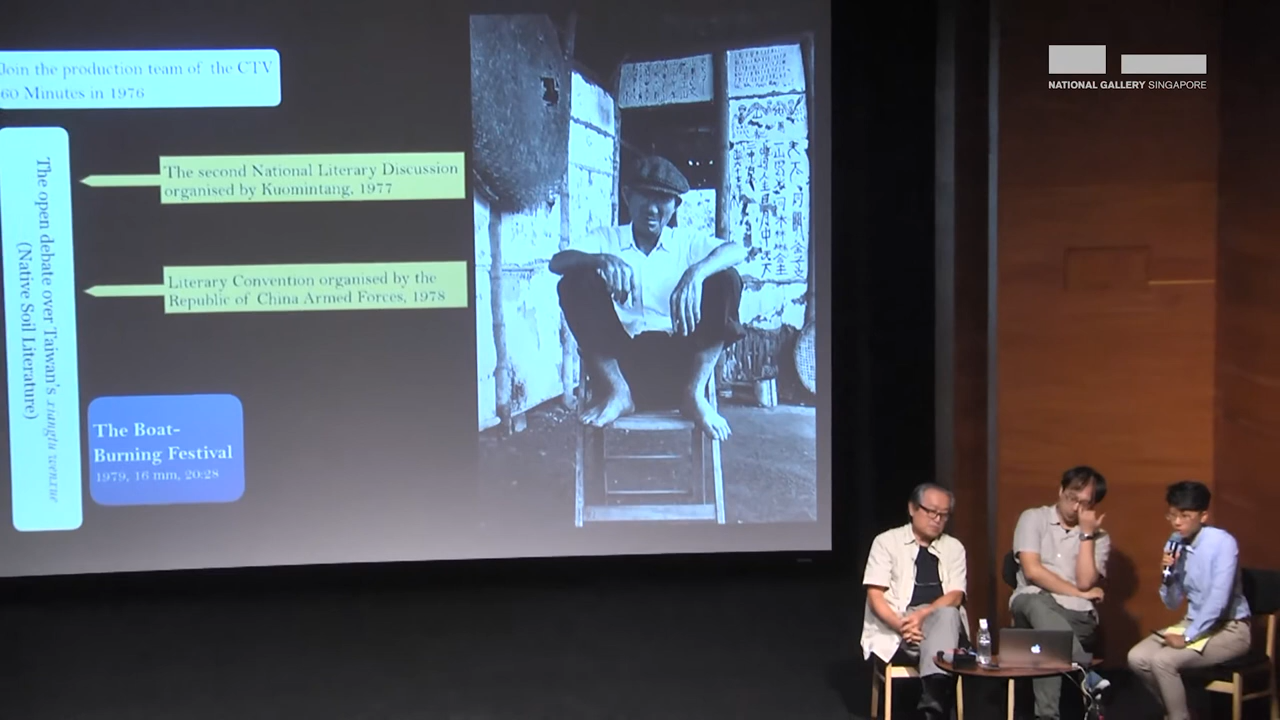 Join the production team of the CTV
60 Minutes in 1976
The open debate over Taiwan's xiangtu wenxue
(Native Soil Literature)
The second National Literary Discussion
organised by Kuomintang, 1977
Literary Convention organised by the
Republic of China Armed Forces, 1978
The Boat-
Burning Festival
1979, 16 mm, 20:28
NATIONAL GALLERY SINGAPORE